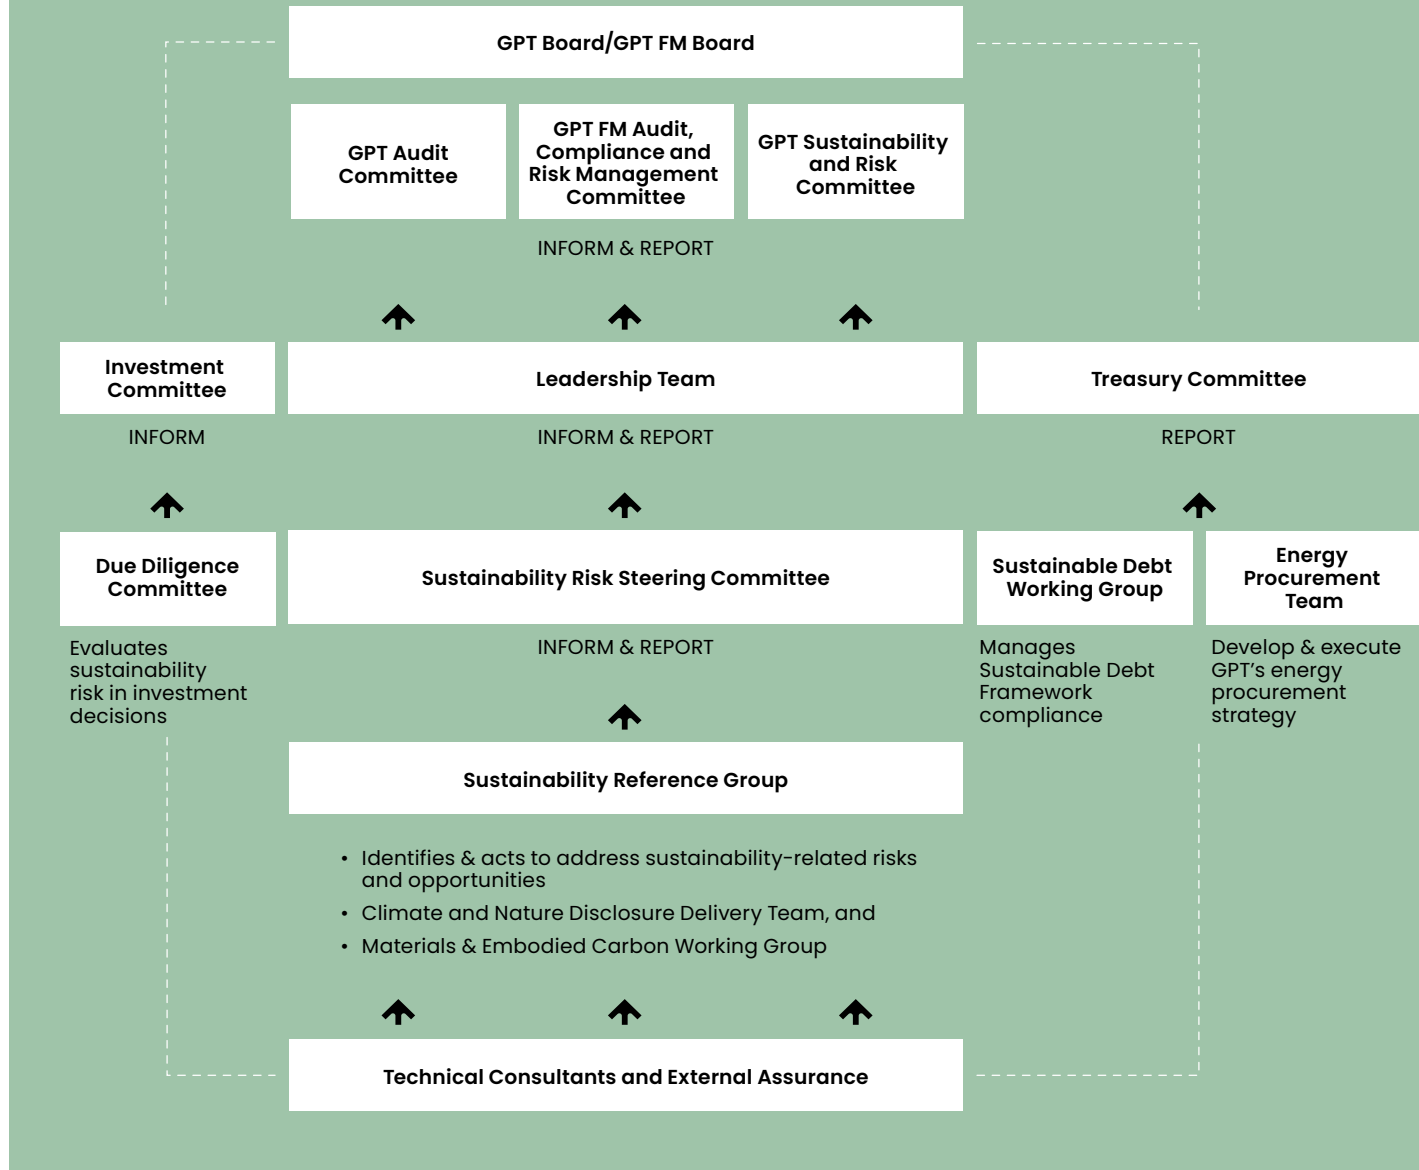 GPT Board/GPT FM Board
GPT Audit
Committee
GPT FM Audit,
Compliance and
Risk Management
Committee
GPT Sustainability
and Risk
Committee
INFORM & REPORT
Investment
Committee
Leadership Team
Treasury Committee
INFORM
INFORM & REPORT
REPORT
Due Diligence
Committee
Sustainability Risk Steering Committee
Sustainable Debt
Working Group
Energy
Procurement
Team
Evaluates
sustainability
risk in investment
decisions
INFORM & REPORT
Manages
Sustainable Debt
Framework
compliance
Develop & execute
GPT’s energy
procurement
strategy
Sustainability Reference Group
• Identifies & acts to address sustainability-related risks
and opportunities
• Climate and Nature Disclosure Delivery Team, and
• Materials & Embodied Carbon Working Group
Technical Consultants and External Assurance